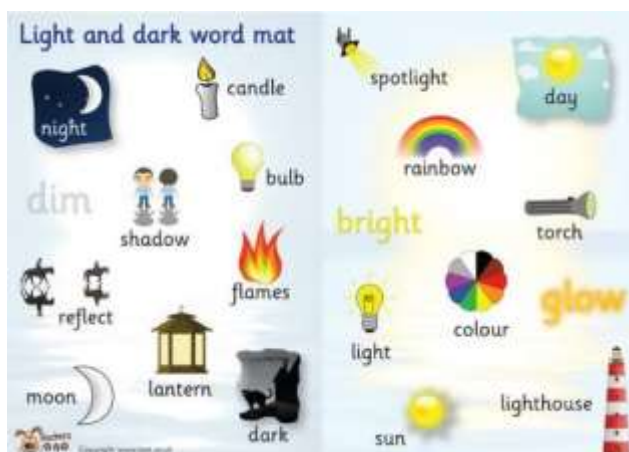 Light and dark word mat
candle
night
bulb
dim
shadow
flames
reflect
lantern
moon
dark
spotlight
day
rainbow
bright
torch
glow
colour
light
lighthouse
sun